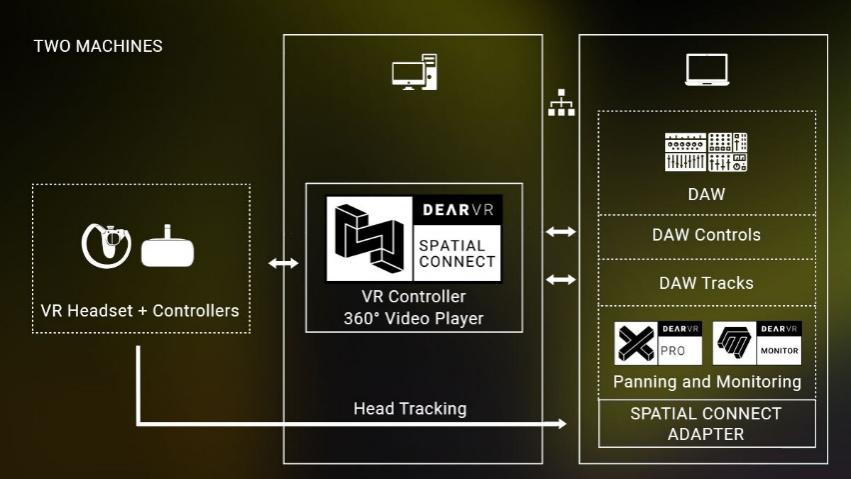 TWO MACHINES
VR Headset + Controllers
DEARVR
SPATIAL
CONNECT
VR Controller
360° Video Player
Head Tracking
DAW
DAW Controls
DAW Tracks
DEARVR
PRO
DEARVR
MONITOR
Panning and Monitoring
SPATIAL CONNECT
ADAPTER